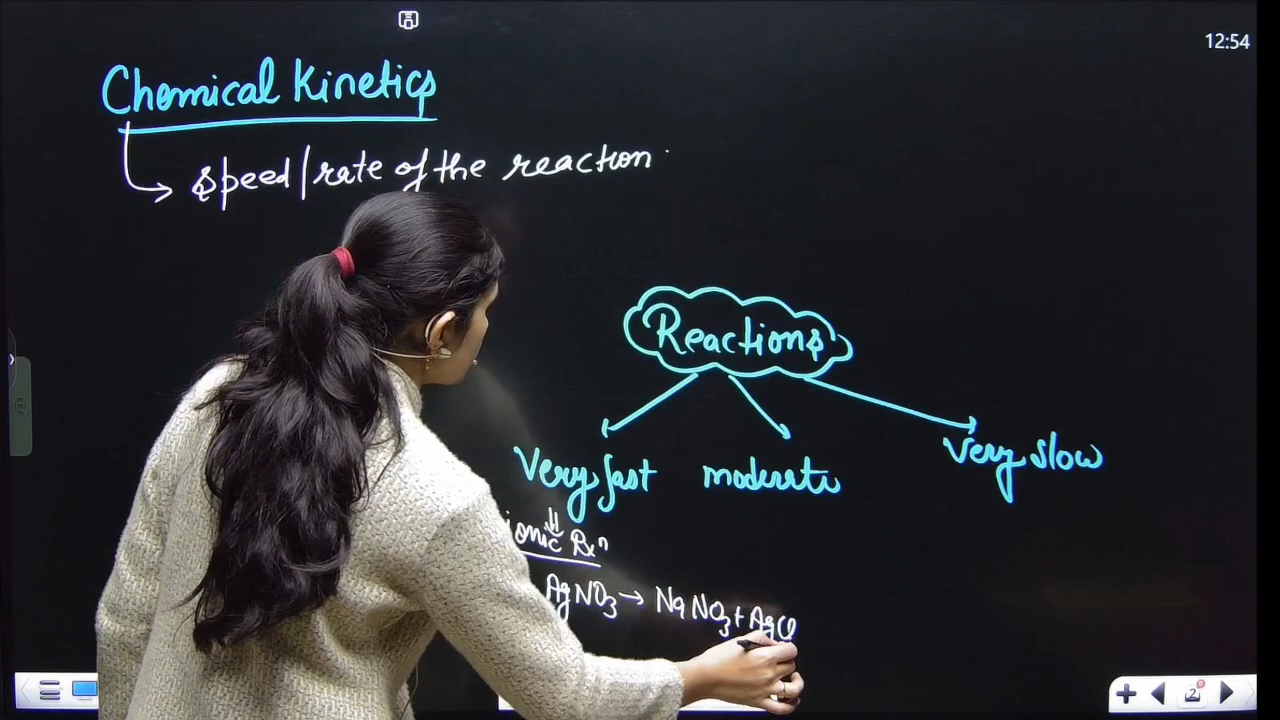 12:54
Chemical Kinetics
speed/rate of the reaction
Reactions
Very fast moderate Very slow
ionic Rxn
AgNO3 → NaNO3 + AgCl
2